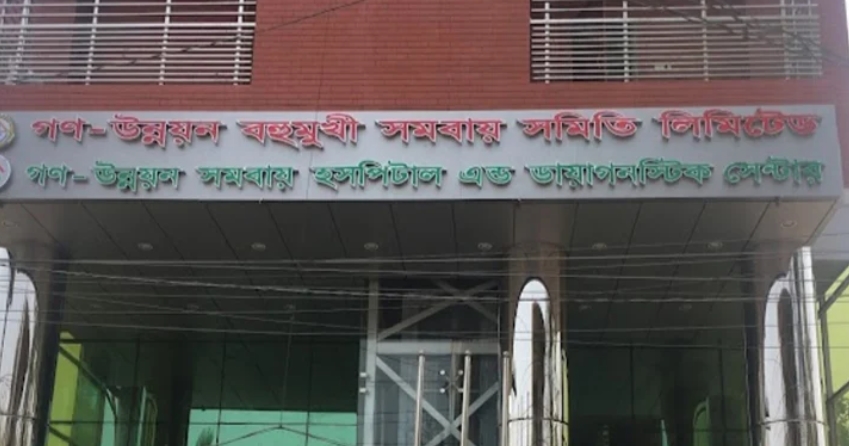 গণ-উন্নয়ন বহুমুখী সমবায় সমিতি লিমিটেড
গণ-উন্নয়ন সমবায় হসপিটাল এন্ড ডায়াগনস্টিক সেন্টার